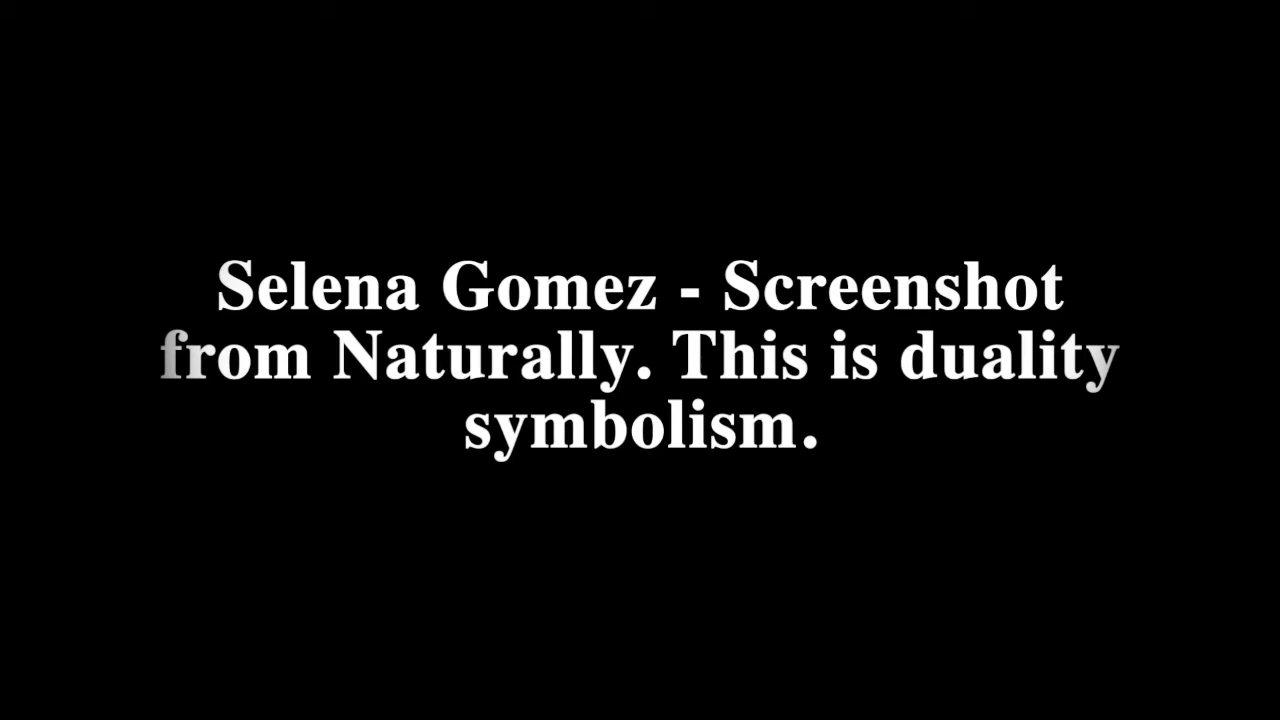 Selena Gomez - Screenshot
from Naturally. This is duality
symbolism.